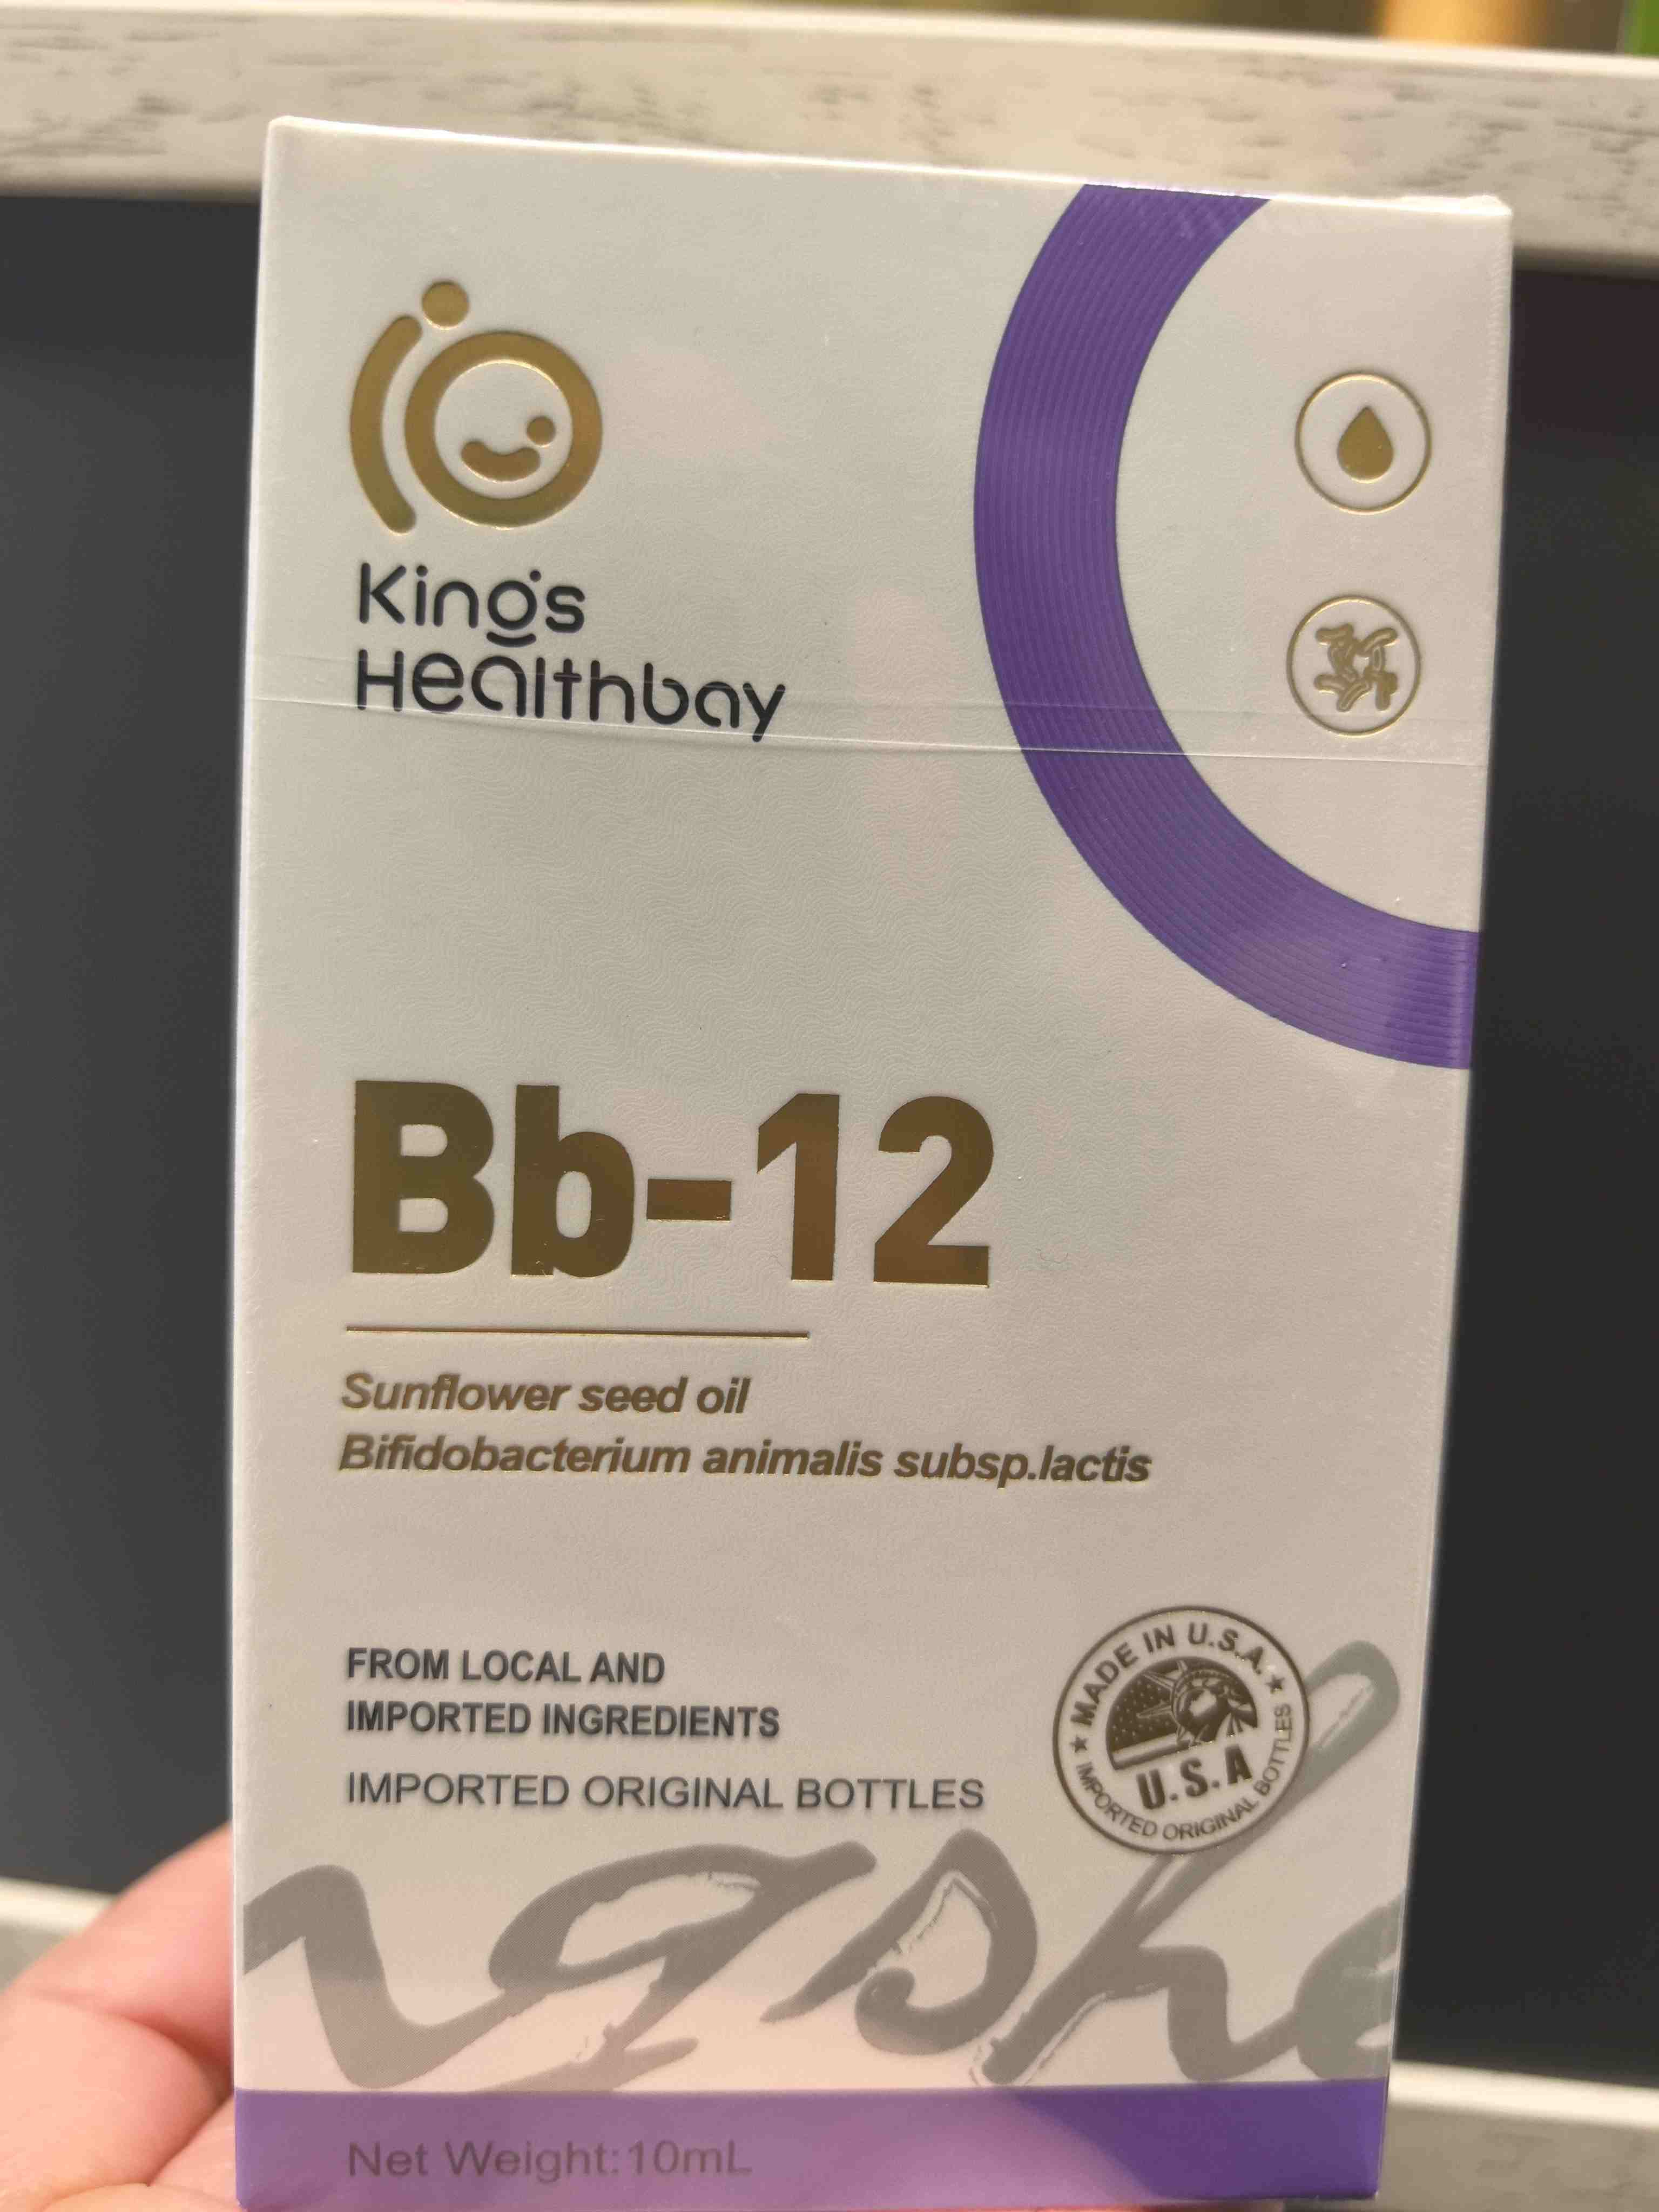 King's
Healthbay
Bb-12
Sunflower seed oil
Bifidobacterium animalis subsp.lactis
FROM LOCAL AND
IMPORTED INGREDIENTS
IMPORTED ORIGINAL BOTTLES
★ MADE IN U.S.A. ★
U.S.A
IMPORTED ORIGINAL BOTTLES
Net Weight:10mL